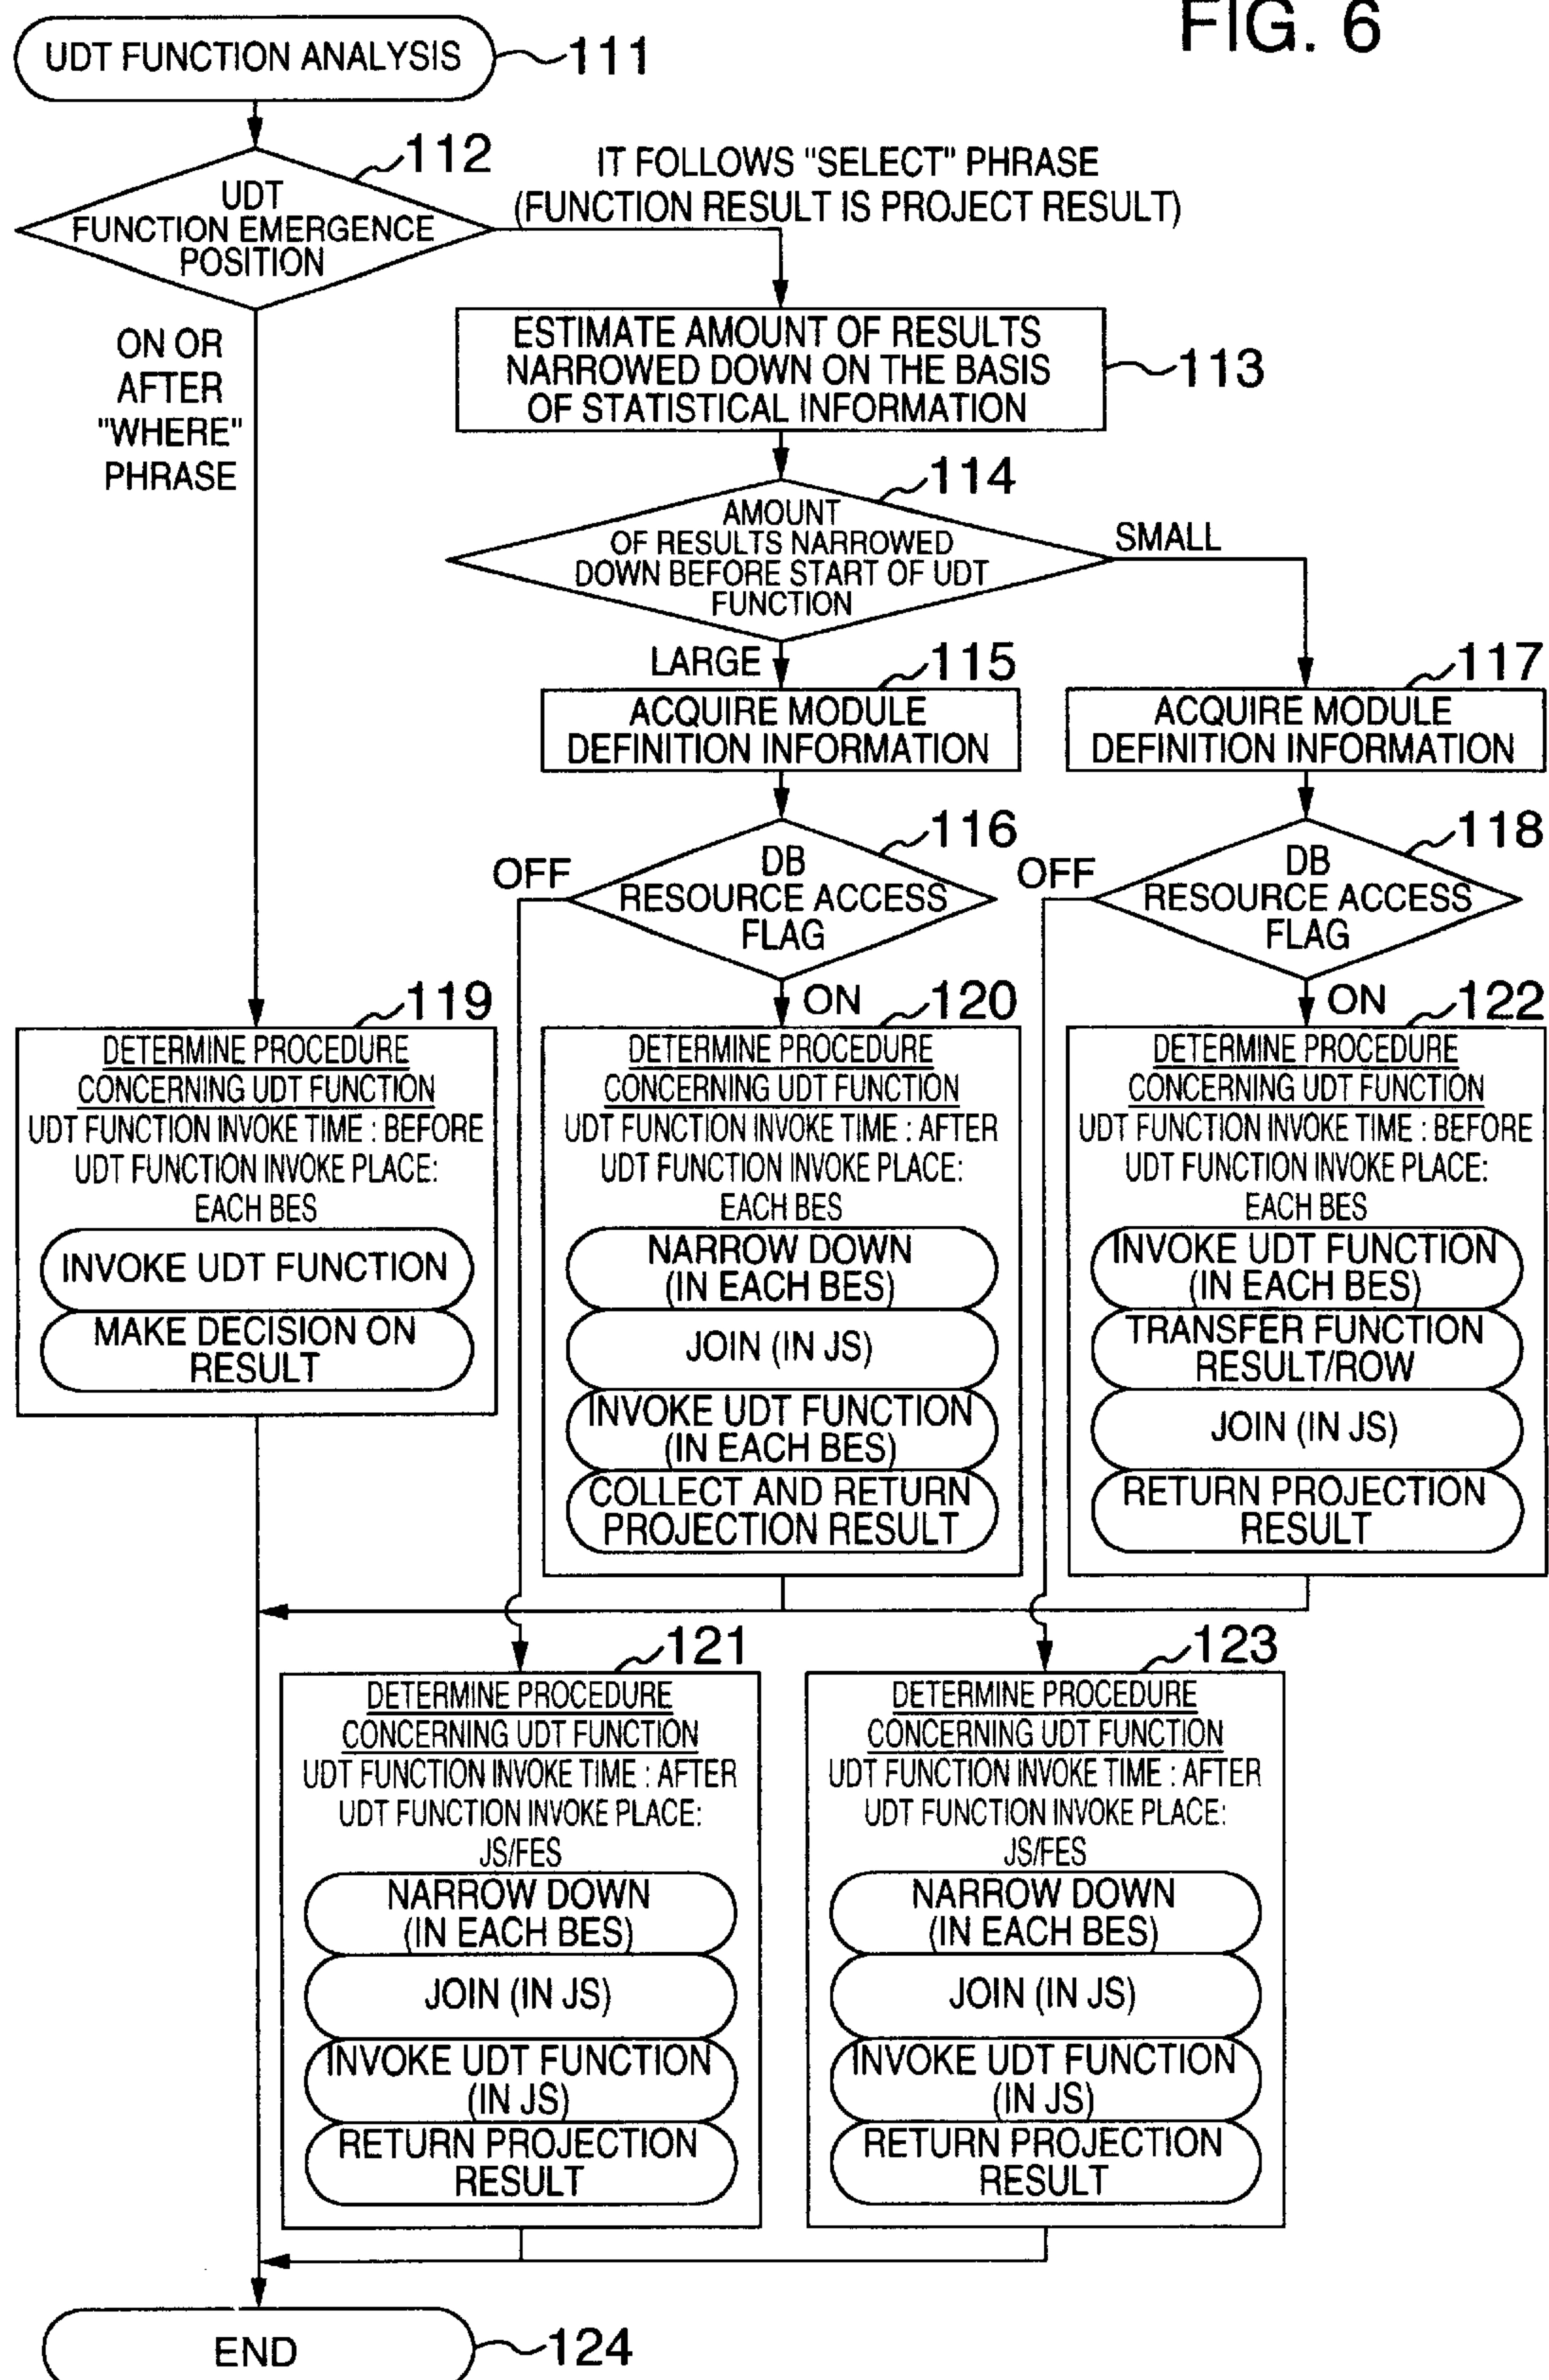 FIG. 6
UDT FUNCTION ANALYSIS
111
112
UDT
FUNCTION EMERGENCE
POSITION
IT FOLLOWS "SELECT" PHRASE
(FUNCTION RESULT IS PROJECT RESULT)
ON OR
AFTER
"WHERE"
PHRASE
ESTIMATE AMOUNT OF RESULTS
NARROWED DOWN ON THE BASIS
OF STATISTICAL INFORMATION
113
114
AMOUNT
OF RESULTS NARROWED
DOWN BEFORE START OF UDT
FUNCTION
SMALL
LARGE
115
ACQUIRE MODULE
DEFINITION INFORMATION
117
ACQUIRE MODULE
DEFINITION INFORMATION
116
OFF
DB
RESOURCE ACCESS
FLAG
118
OFF
DB
RESOURCE ACCESS
FLAG
119
DETERMINE PROCEDURE
CONCERNING UDT FUNCTION
UDT FUNCTION INVOKE TIME : BEFORE
UDT FUNCTION INVOKE PLACE:
EACH BES
INVOKE UDT FUNCTION
MAKE DECISION ON
RESULT
ON
120
DETERMINE PROCEDURE
CONCERNING UDT FUNCTION
UDT FUNCTION INVOKE TIME : AFTER
UDT FUNCTION INVOKE PLACE:
EACH BES
NARROW DOWN
(IN EACH BES)
JOIN (IN JS)
INVOKE UDT FUNCTION
(IN EACH BES)
COLLECT AND RETURN
PROJECTION RESULT
ON
122
DETERMINE PROCEDURE
CONCERNING UDT FUNCTION
UDT FUNCTION INVOKE TIME : BEFORE
UDT FUNCTION INVOKE PLACE:
EACH BES
INVOKE UDT FUNCTION
(IN EACH BES)
TRANSFER FUNCTION
RESULT/ROW
JOIN (IN JS)
RETURN PROJECTION
RESULT
121
DETERMINE PROCEDURE
CONCERNING UDT FUNCTION
UDT FUNCTION INVOKE TIME : AFTER
UDT FUNCTION INVOKE PLACE:
JS/FES
NARROW DOWN
(IN EACH BES)
JOIN (IN JS)
INVOKE UDT FUNCTION
(IN JS)
RETURN PROJECTION
RESULT
123
DETERMINE PROCEDURE
CONCERNING UDT FUNCTION
UDT FUNCTION INVOKE TIME : AFTER
UDT FUNCTION INVOKE PLACE:
JS/FES
NARROW DOWN
(IN EACH BES)
JOIN (IN JS)
INVOKE UDT FUNCTION
(IN JS)
RETURN PROJECTION
RESULT
END
124